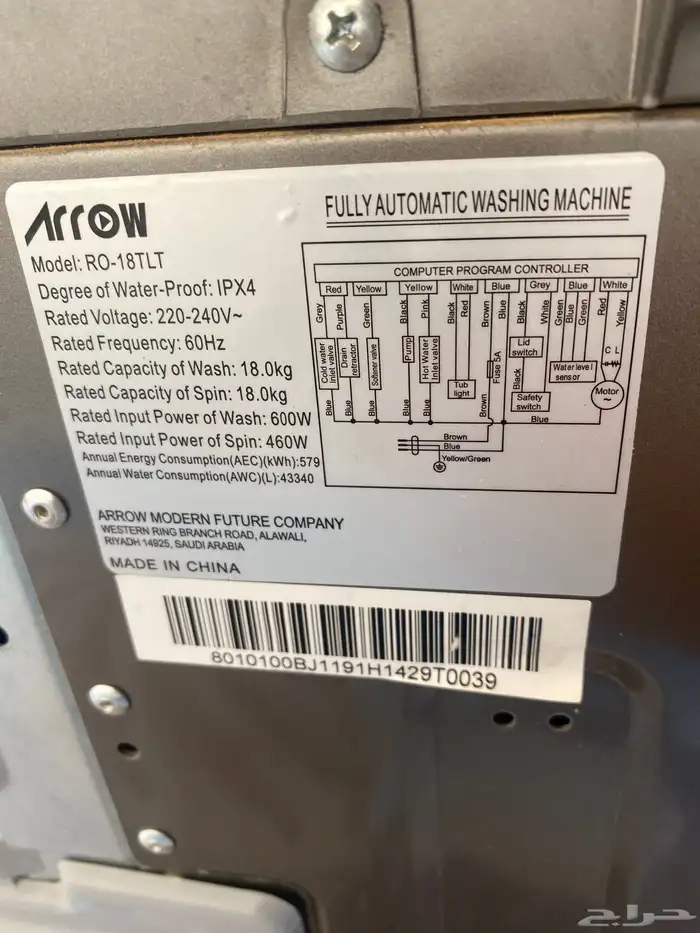 ARROW
Model: RO-18TLT
Degree of Water-Proof: IPX4
Rated Voltage: 220-240V~
Rated Frequency: 60Hz
Rated Capacity of Wash: 18.0kg
Rated Capacity of Spin: 18.0kg
Rated Input Power of Wash: 600W
Rated Input Power of Spin: 460W
Annual Energy Consumption(AEC)(kWh):579
Annual Water Consumption(AWC)(L):43340
ARROW MODERN FUTURE COMPANY
WESTERN RING BRANCH ROAD, ALAWALI,
RIYADH 14925, SAUDI ARABIA
MADE IN CHINA
FULLY AUTOMATIC WASHING MACHINE
COMPUTER PROGRAM CONTROLLER
Red Yellow Yellow White Blue Grey Blue White
Grey Purple Green Black Pink Black Red Brown Blue Black White Green Blue Green Red Yellow
Cold water Inlet valve
Drain retractor
Softener valve
Pump
Hot Water Inlet valve
Tub light
Fuse 5A
Lid switch
Black
Safety switch
Water level sensor
C L
Motor
~
Blue Blue Blue Blue Blue Brown Blue
Brown
Blue
Yellow/Green
8010100BJ1191H1429T0039
حراج